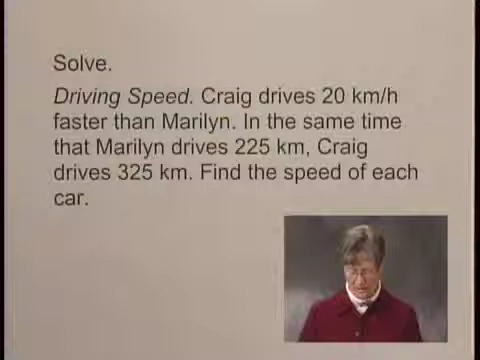 Solve.
Driving Speed. Craig drives 20 km/h
faster than Marilyn. In the same time
that Marilyn drives 225 km, Craig
drives 325 km. Find the speed of each
car.